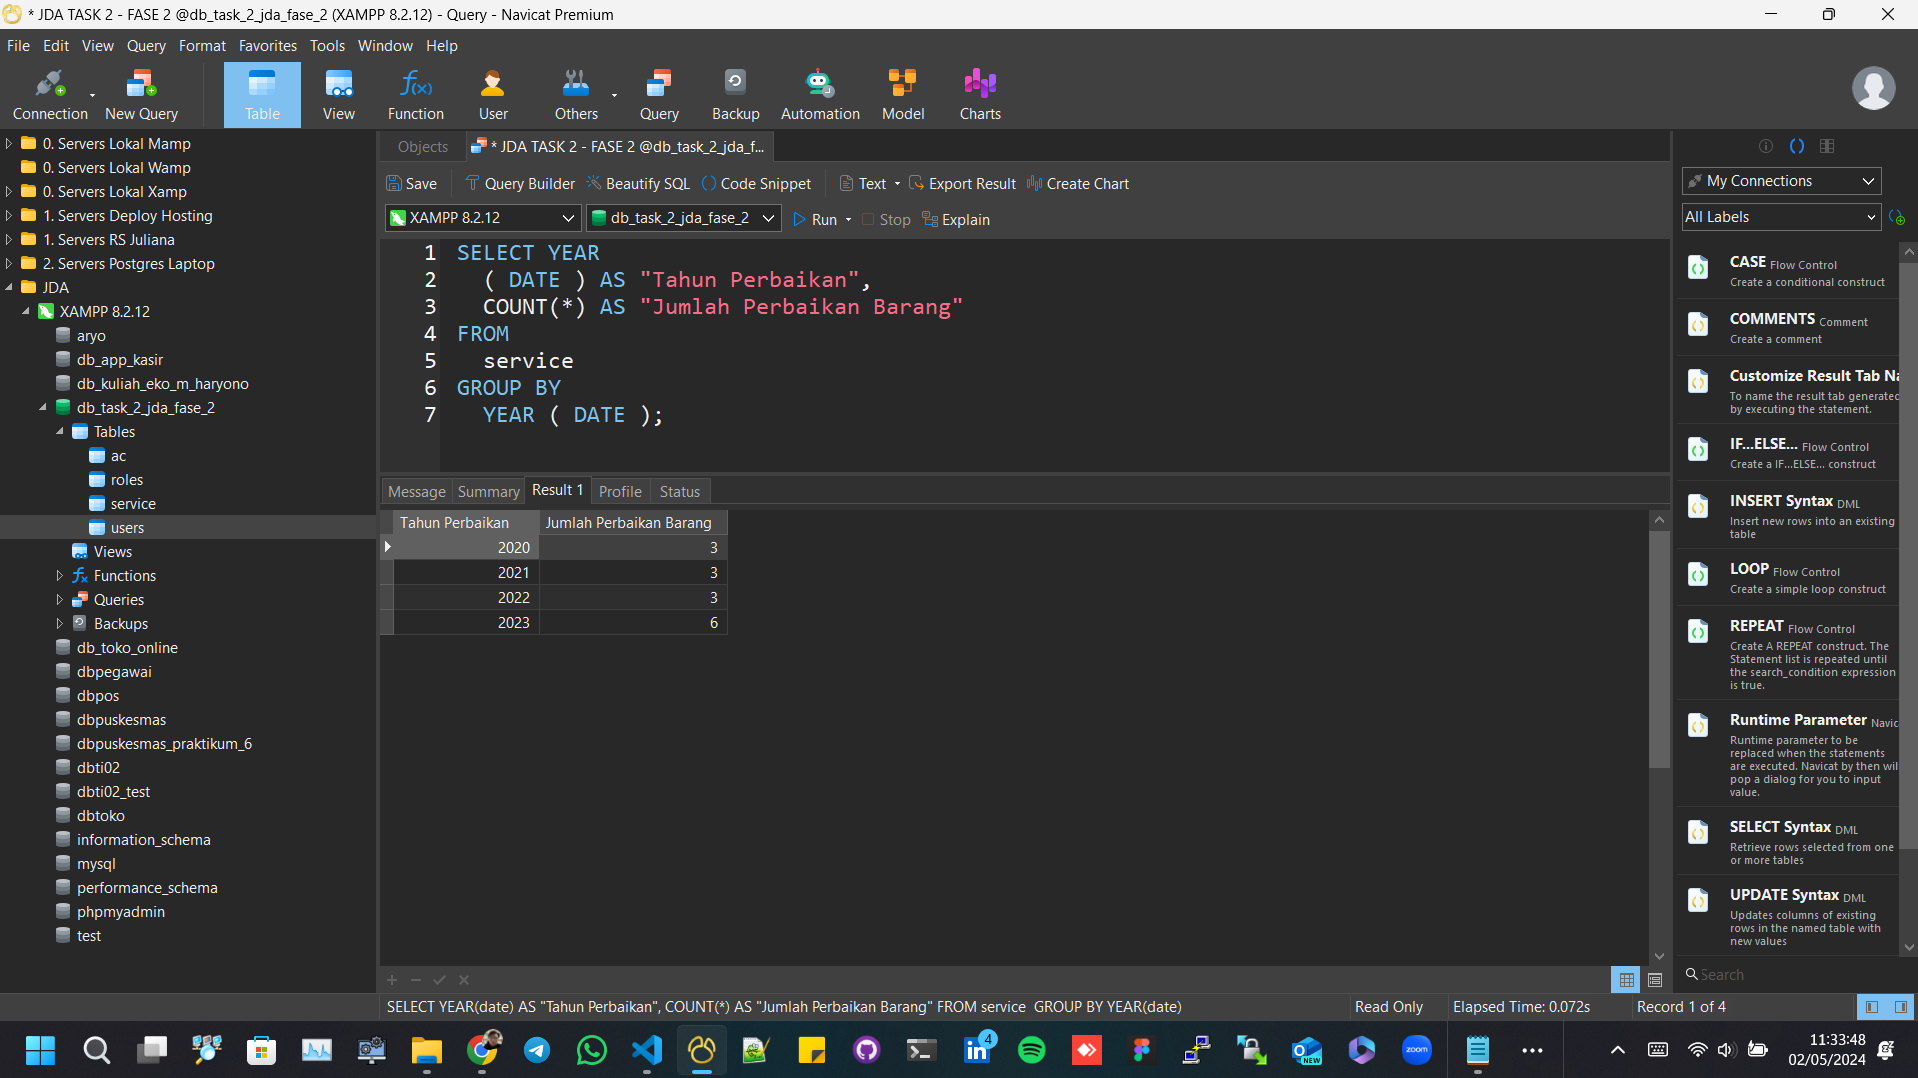 * JDA TASK 2 - FASE 2 @db_task_2_jda_fase_2 (XAMPP 8.2.12) - Query - Navicat Premium
File Edit View Query Format Favorites Tools Window Help
Connection New Query Table View Function User Others Query Backup Automation Model Charts
0. Servers Lokal Mamp
0. Servers Lokal Wamp
0. Servers Lokal Xamp
1. Servers Deploy Hosting
1. Servers RS Juliana
2. Servers Postgres Laptop
JDA
XAMPP 8.2.12
aryo
db_app_kasir
db_kuliah_eko_m_haryono
db_task_2_jda_fase_2
Tables
ac
roles
service
users
Views
Functions
Queries
Backups
db_toko_online
dbpegawai
dbpos
dbpuskesmas
dbpuskesmas_praktikum_6
dbti02
dbti02_test
dbtoko
information_schema
mysql
performance_schema
phpmyadmin
test
Objects * JDA TASK 2 - FASE 2 @db_task_2_jda_f...
Save Query Builder Beautify SQL Code Snippet Text Export Result Create Chart
XAMPP 8.2.12 db_task_2_jda_fase_2 Run Stop Explain
1 SELECT YEAR
2 ( DATE ) AS "Tahun Perbaikan",
3 COUNT(*) AS "Jumlah Perbaikan Barang"
4 FROM
5 service
6 GROUP BY
7 YEAR ( DATE );
Message Summary Result 1 Profile Status
Tahun Perbaikan Jumlah Perbaikan Barang
2020 3
2021 3
2022 3
2023 6
My Connections
All Labels
CASE Flow Control
Create a conditional construct
COMMENTS Comment
Create a comment
Customize Result Tab Na
To name the result tab generated
by executing the statement.
IF...ELSE... Flow Control
Create a IF...ELSE... construct
INSERT Syntax DML
Insert new rows into an existing
table
LOOP Flow Control
Create a simple loop construct
REPEAT Flow Control
Create A REPEAT construct. The
Statement list is repeated until
the search_condition expression
is true.
Runtime Parameter Navic
Runtime parameter to be
replaced when the statements
are executed. Navicat by then wil
pop a dialog for you to input
value.
SELECT Syntax DML
Retrieve rows selected from one
or more tables
UPDATE Syntax DML
Updates columns of existing
rows in the named table with
new values
Search
SELECT YEAR(date) AS "Tahun Perbaikan", COUNT(*) AS "Jumlah Perbaikan Barang" FROM service GROUP BY YEAR(date)
Read Only Elapsed Time: 0.072s Record 1 of 4
4
NEW
zoom
11:33:48
02/05/2024